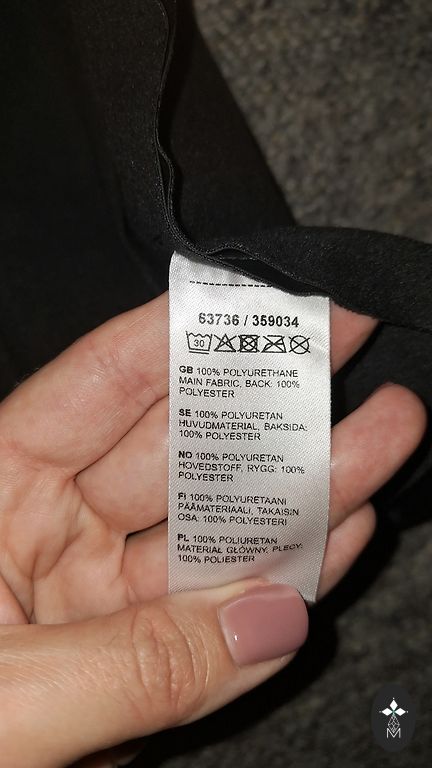 63736 / 359034
30
GB 100% POLYURETHANE
MAIN FABRIC, BACK: 100%
POLYESTER
SE 100% POLYURETAN
HUVUDMATERIAL, BAKSIDA:
100% POLYESTER
NO 100% POLYURETAN
HOVEDSTOFF, RYGG: 100%
POLYESTER
FI 100% POLYURETAANI
PÄÄMATERIAALI, TAKAISIN
OSA: 100% POLYESTERI
PL 100% POLIURETAN
MATERIAŁ GŁÓWNY, PLECY:
100% POLIESTER
M